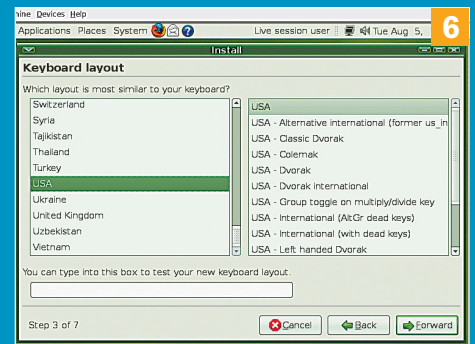 nine Devices Help
6
Applications Places System Live session user Tue Aug 5,
Install
Keyboard layout
Which layout is most similar to your keyboard?
Switzerland
Syria
Tajikistan
Thailand
Turkey
USA
Ukraine
United Kingdom
Uzbekistan
Vietnam
USA
USA - Alternative international (former us_in
USA - Classic Dvorak
USA - Colemak
USA - Dvorak
USA - Dvorak international
USA - Group toggle on multiply/divide key
USA - International (AltGr dead keys)
USA - International (with dead keys)
USA - Left handed Dvorak
You can type into this box to test your new keyboard layout.
Step 3 of 7
Cancel Back Forward